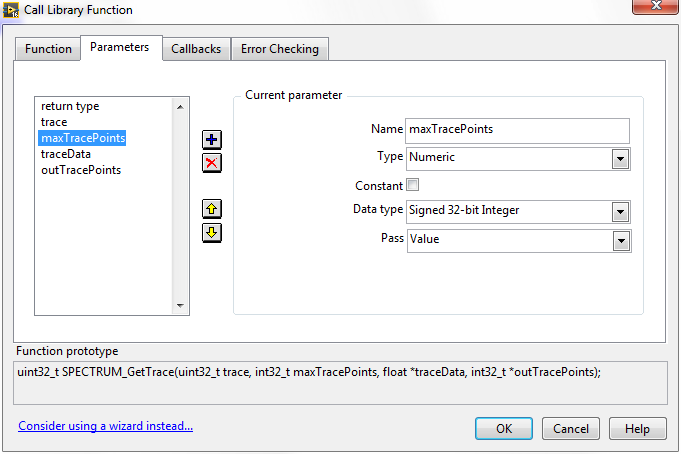 Call Library Function
Function Parameters Callbacks Error Checking
return type
trace
maxTracePoints
traceData
outTracePoints
Current parameter
Name maxTracePoints
Type Numeric
Constant
Data type Signed 32-bit Integer
Pass Value
Function prototype
uint32_t SPECTRUM_GetTrace(uint32_t trace, int32_t maxTracePoints, float *traceData, int32_t *outTracePoints);
Consider using a wizard instead...
OK Cancel Help